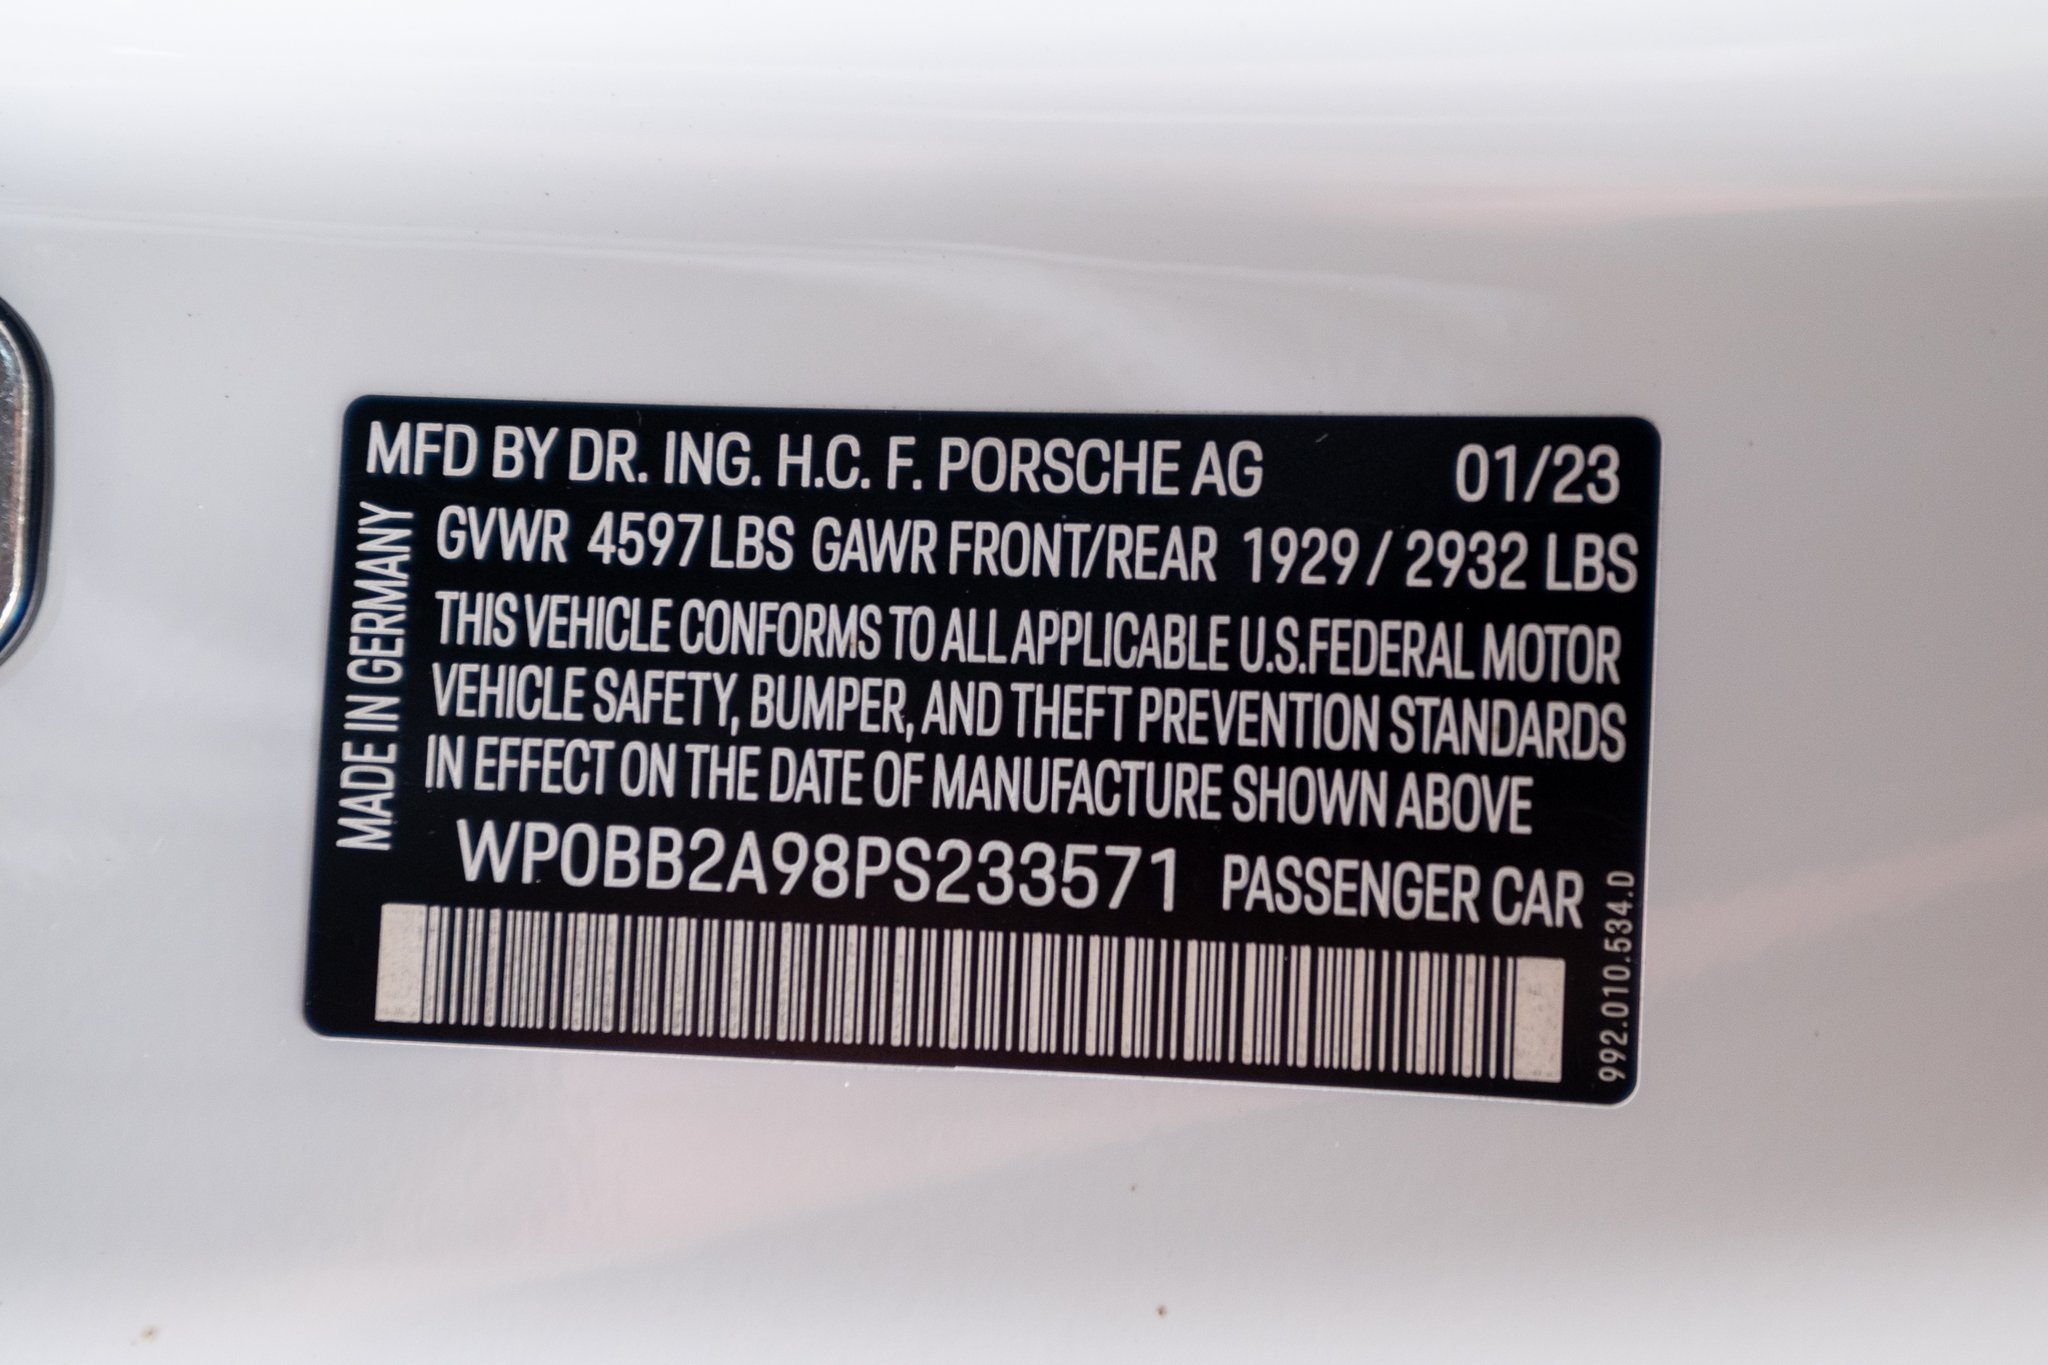 MFD BY DR. ING. H.C. F. PORSCHE AG 01/23
GVWR 4597 LBS GAWR FRONT/REAR 1929 / 2932 LBS
THIS VEHICLE CONFORMS TO ALL APPLICABLE U.S.FEDERAL MOTOR
VEHICLE SAFETY, BUMPER, AND THEFT PREVENTION STANDARDS
IN EFFECT ON THE DATE OF MANUFACTURE SHOWN ABOVE
WP0BB2A98PS233571 PASSENGER CAR
MADE IN GERMANY
992.010.534.D